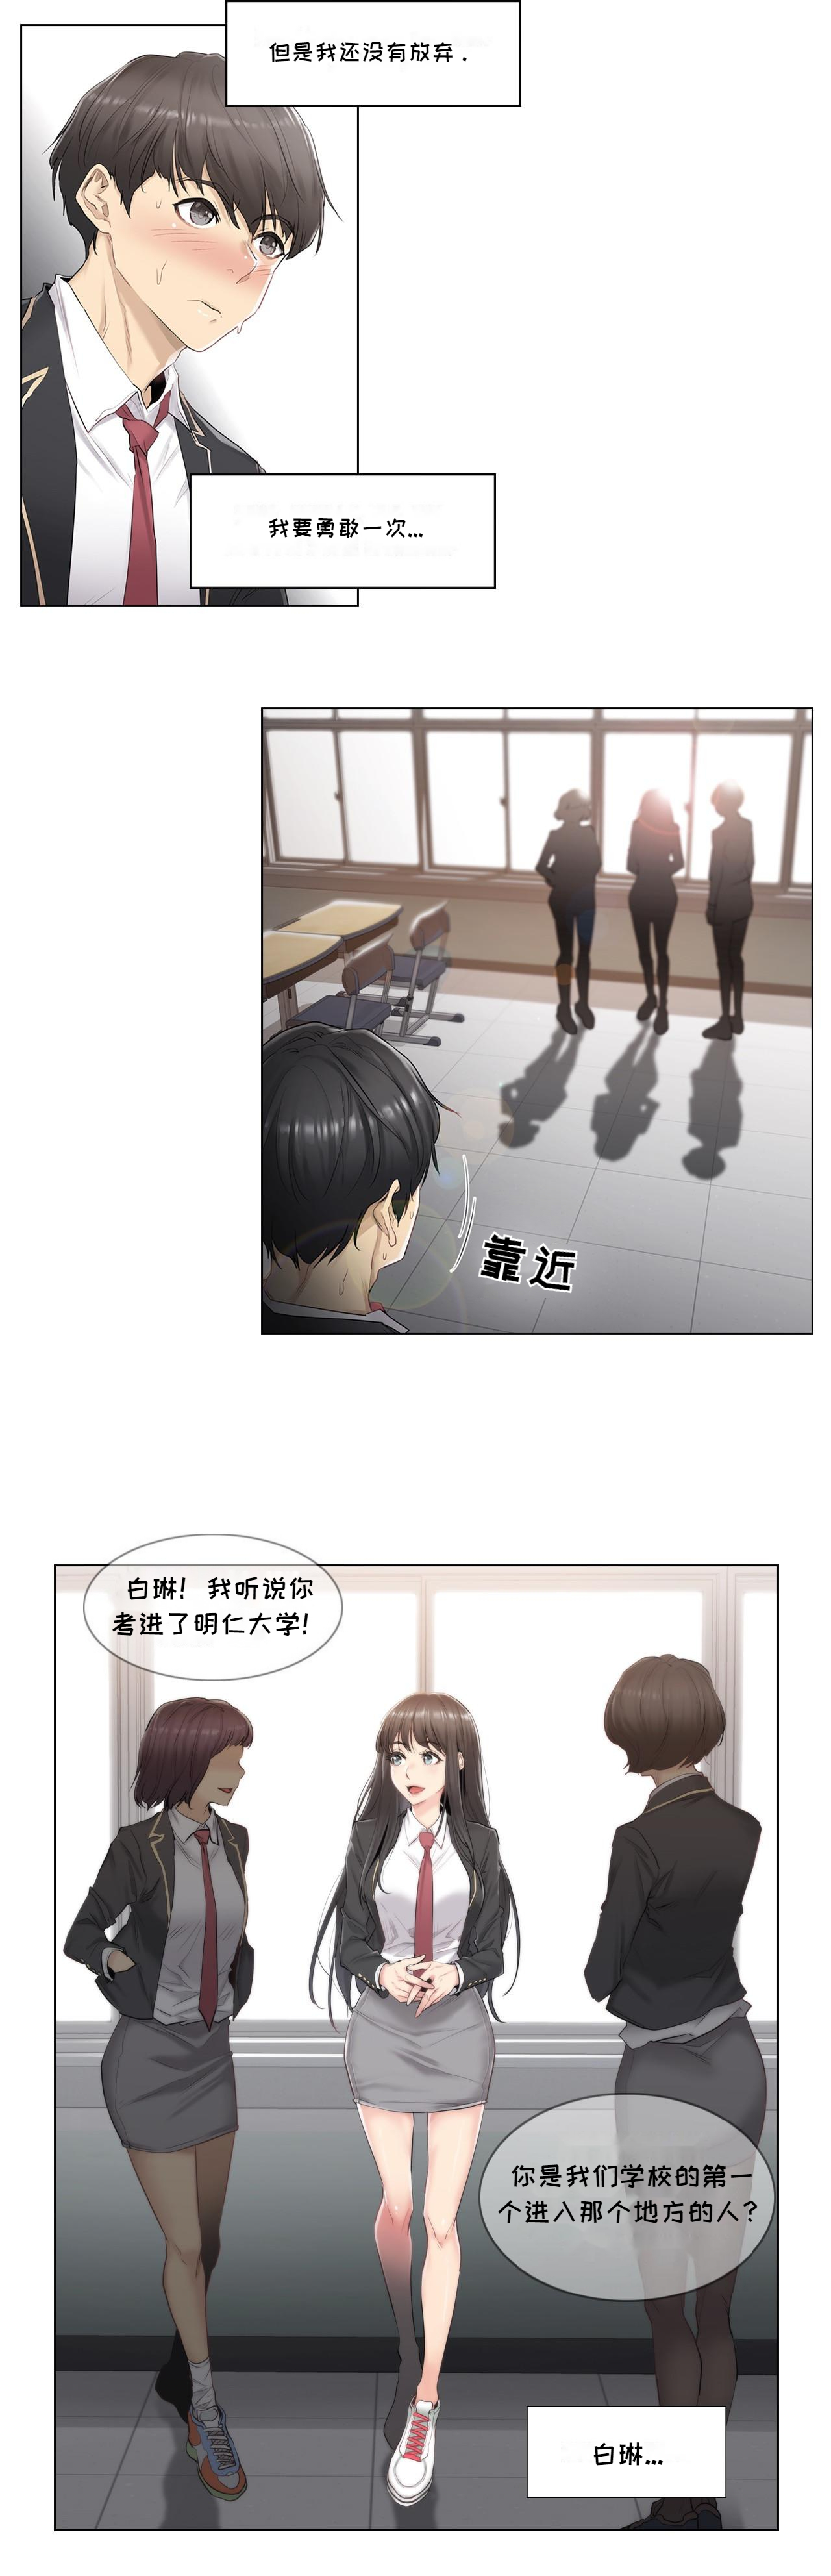 但是我还没有放弃.
我要勇敢一次...
靠近
白琳! 我听说你
考进了明仁大学!
你是我们学校的第一
个进入那个地方的人?
白琳...